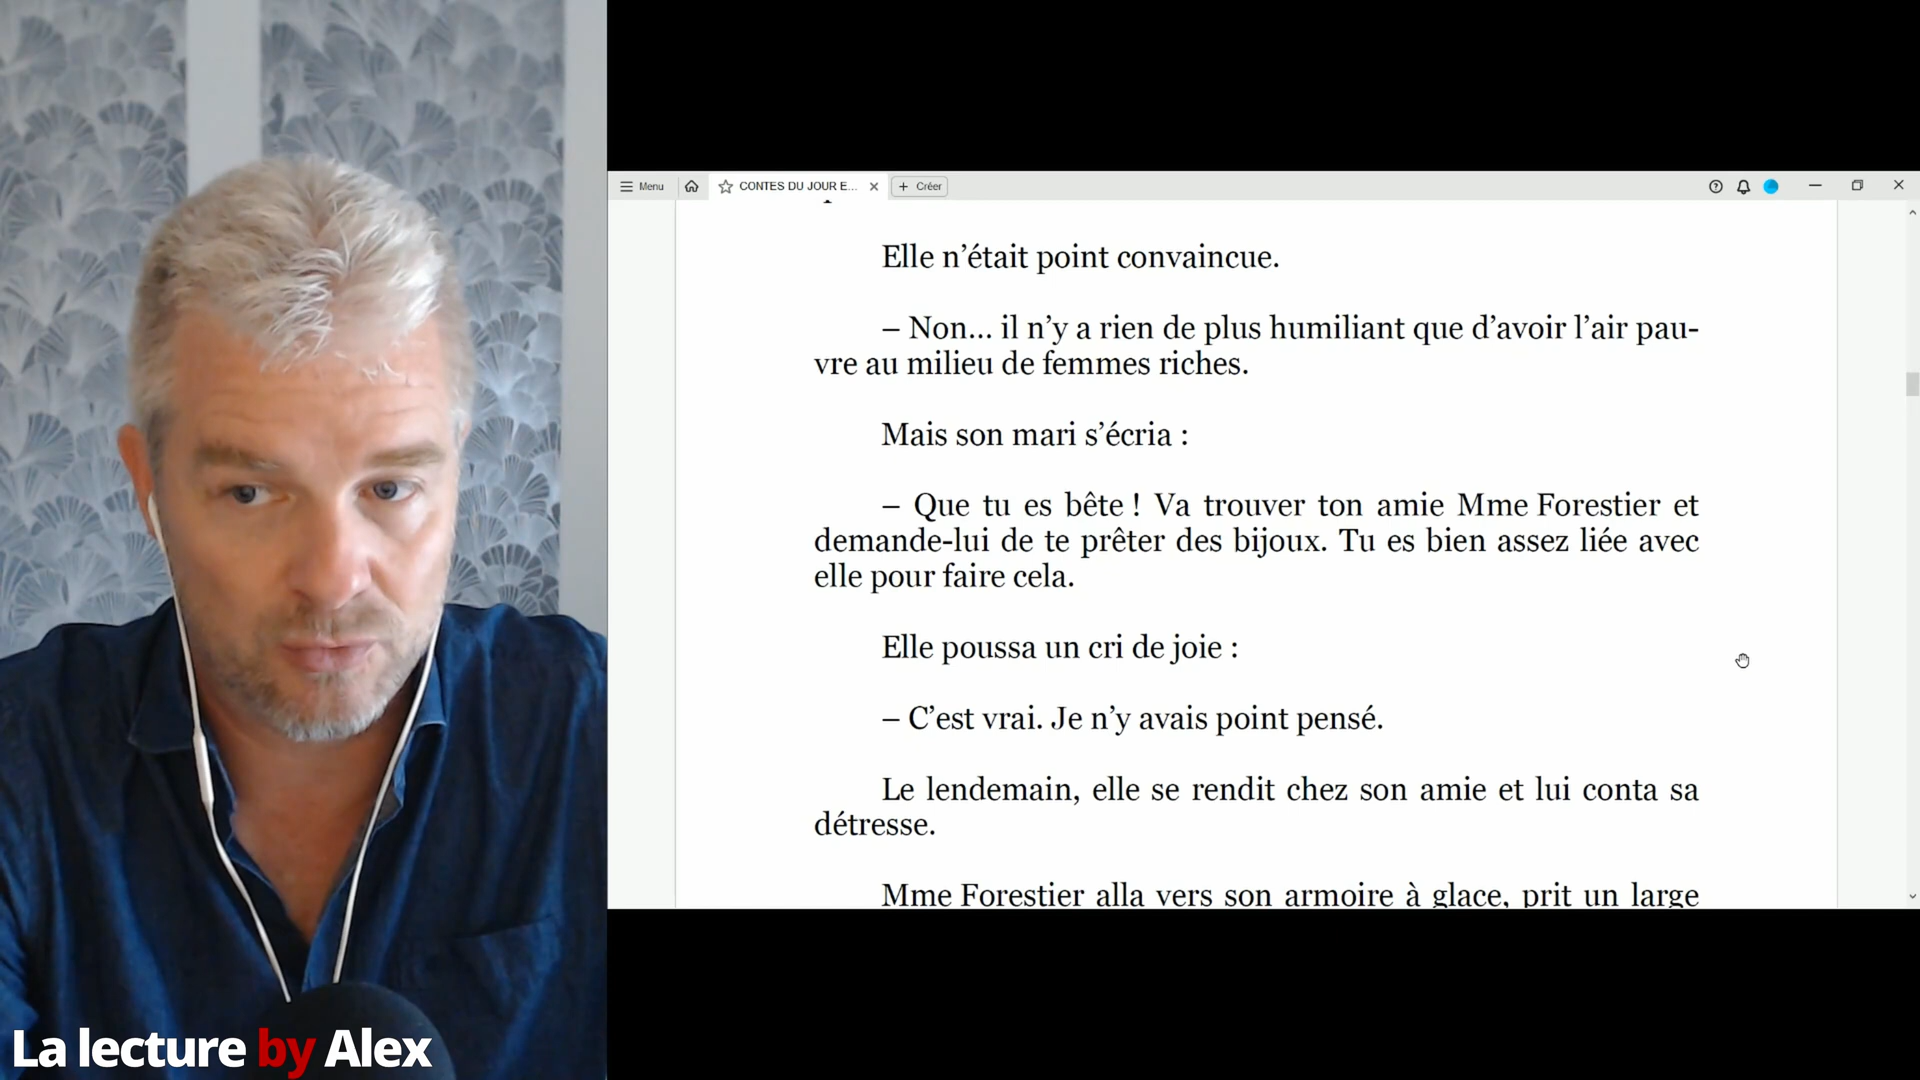 Menu
CONTES DU JOUR E...
Créer
Elle n’était point convaincue.
– Non… il n’y a rien de plus humiliant que d’avoir l’air pau-
vre au milieu de femmes riches.
Mais son mari s’écria :
– Que tu es bête ! Va trouver ton amie Mme Forestier et
demande-lui de te prêter des bijoux. Tu es bien assez liée avec
elle pour faire cela.
Elle poussa un cri de joie :
– C’est vrai. Je n’y avais point pensé.
Le lendemain, elle se rendit chez son amie et lui conta sa
détresse.
Mme Forestier alla vers son armoire à glace, prit un large
La lecture by Alex